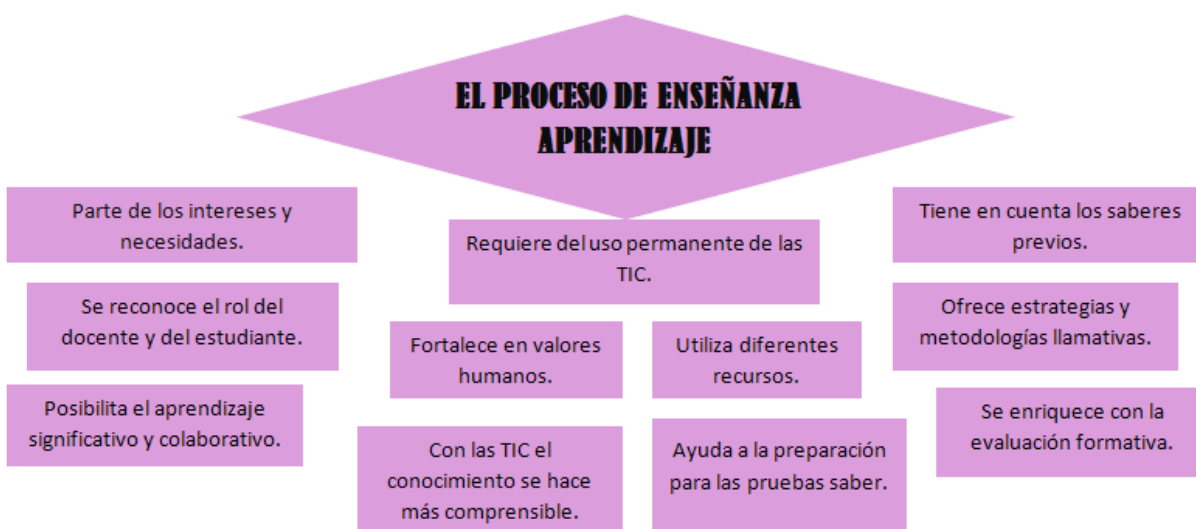 EL PROCESO DE ENSEÑANZA
APRENDIZAJE
Parte de los intereses y
necesidades.
Requiere del uso permanente de las
TIC.
Tiene en cuenta los saberes
previos.
Se reconoce el rol del
docente y del estudiante.
Fortalece en valores
humanos.
Utiliza diferentes
recursos.
Ofrece estrategias y
metodologías llamativas.
Posibilita el aprendizaje
significativo y colaborativo.
Con las TIC el
conocimiento se hace
más comprensible.
Ayuda a la preparación
para las pruebas saber.
Se enriquece con la
evaluación formativa.